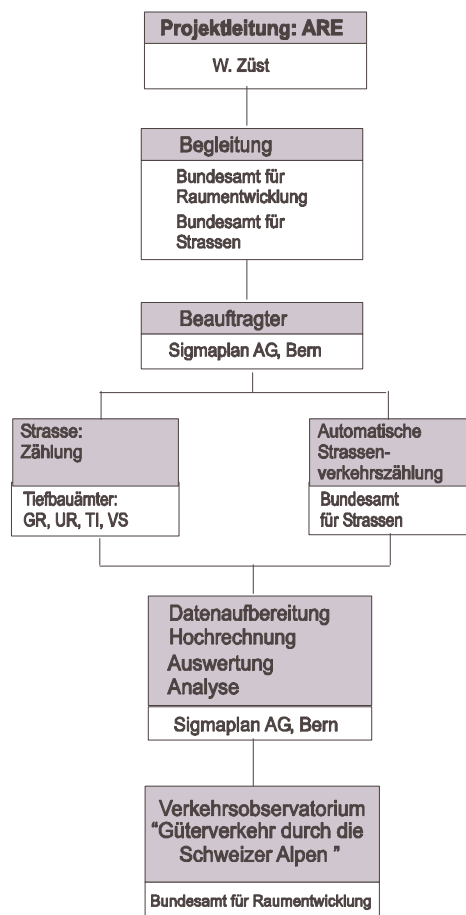 Projektleitung: ARE
W. Züst
Begleitung
Bundesamt für
Raumentwicklung
Bundesamt für
Strassen
Beauftragter
Sigmaplan AG, Bern
Strasse:
Zählung
Tiefbauämter:
GR, UR, TI, VS
Automatische
Strassen-
verkehrszählung
Bundesamt
für Strassen
Datenaufbereitung
Hochrechnung
Auswertung
Analyse
Sigmaplan AG, Bern
Verkehrsobservatorium
“Güterverkehr durch die
Schweizer Alpen ”
Bundesamt für Raumentwicklung